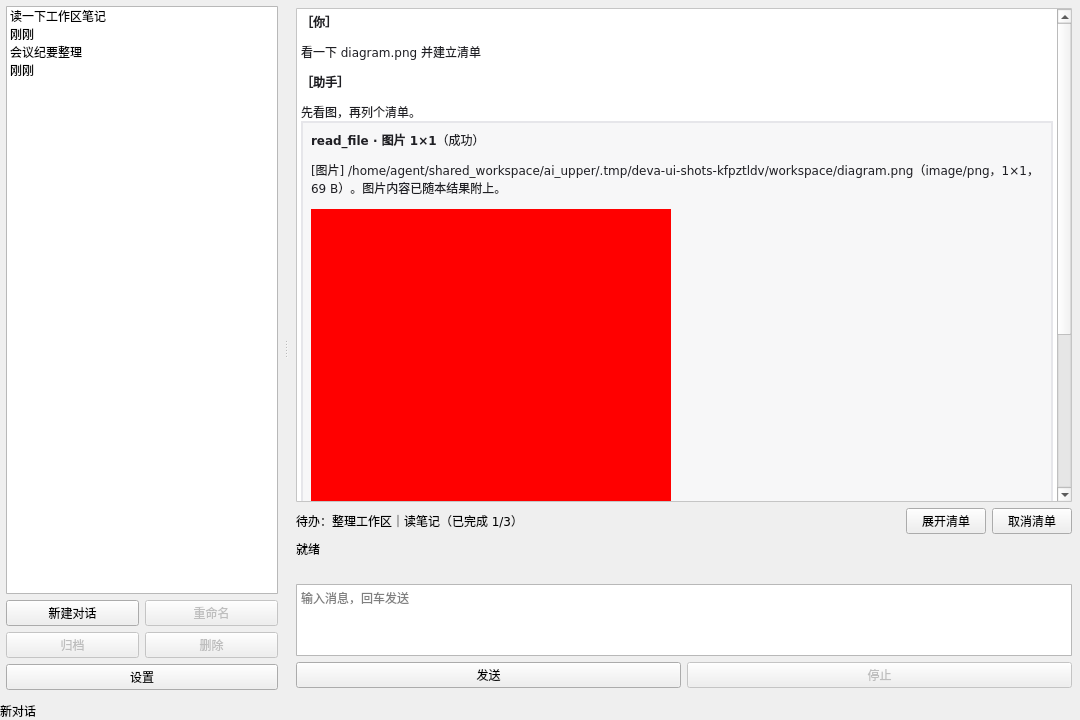 读一下工作区笔记
刚刚
会议纪要整理
刚刚
新建对话
重命名
归档
删除
设置
新对话
［你］
看一下 diagram.png 并建立清单
［助手］
先看图，再列个清单。
read_file · 图片 1×1（成功）
[图片] /home/agent/shared_workspace/ai_upper/.tmp/deva-ui-shots-kfpztldv/workspace/diagram.png（image/png，1×1，
69 B）。图片内容已随本结果附上。
待办：整理工作区｜读笔记（已完成 1/3）
展开清单
取消清单
就绪
输入消息，回车发送
发送
停止